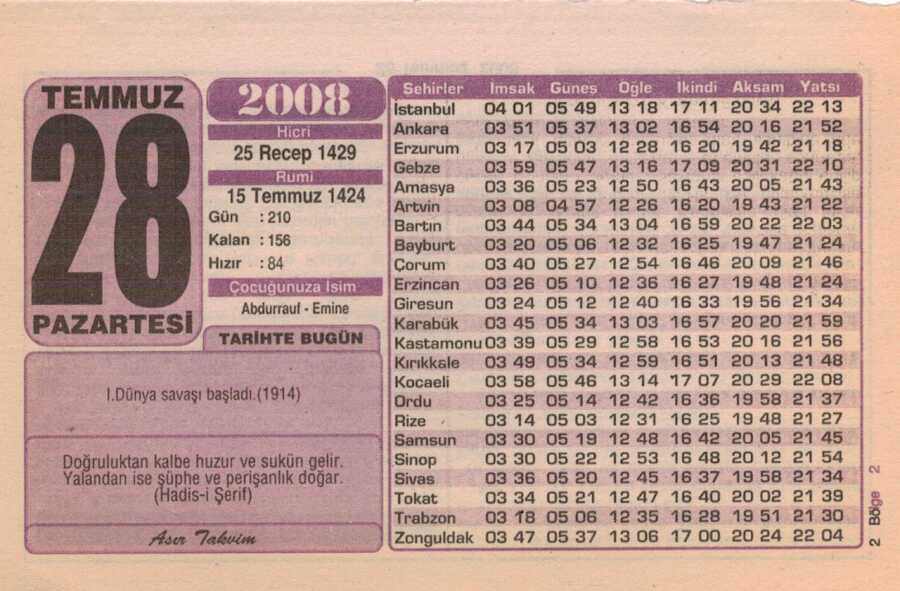 TEMMUZ
28
PAZARTESİ
2008
Hicri
25 Recep 1429
Rumi
15 Temmuz 1424
Gün : 210
Kalan : 156
Hızır : 84
Çocuğunuza İsim
Abdurrauf - Emine
TARİHTE BUGÜN
I.Dünya savaşı başladı.(1914)
Doğruluktan kalbe huzur ve sukün gelir.
Yalandan ise şüphe ve perişanlık doğar.
(Hadis-i Şerif)
Asır Takvim
Şehirler İmsak Güneş Öğle İkindi Akşam Yatsı
İstanbul 04 01 05 49 13 18 17 11 20 34 22 13
Ankara 03 51 05 37 13 02 16 54 20 16 21 52
Erzurum 03 17 05 03 12 28 16 20 19 42 21 18
Gebze 03 59 05 47 13 16 17 09 20 31 22 10
Amasya 03 36 05 23 12 50 16 43 20 05 21 43
Artvin 03 08 04 57 12 26 16 20 19 43 21 22
Bartın 03 44 05 34 13 04 16 59 20 22 22 03
Bayburt 03 20 05 06 12 32 16 25 19 47 21 24
Çorum 03 40 05 27 12 54 16 46 20 09 21 46
Erzincan 03 26 05 10 12 36 16 27 19 48 21 24
Giresun 03 24 05 12 12 40 16 33 19 56 21 34
Karabük 03 45 05 34 13 03 16 57 20 20 21 59
Kastamonu 03 39 05 29 12 58 16 53 20 16 21 56
Kırıkkale 03 49 05 34 12 59 16 51 20 13 21 48
Kocaeli 03 58 05 46 13 14 17 07 20 29 22 08
Ordu 03 25 05 14 12 42 16 36 19 58 21 37
Rize 03 14 05 03 12 31 16 25 19 48 21 27
Samsun 03 30 05 19 12 48 16 42 20 05 21 45
Sinop 03 30 05 22 12 53 16 48 20 12 21 54
Sivas 03 36 05 20 12 45 16 37 19 58 21 34
Tokat 03 34 05 21 12 47 16 40 20 02 21 39
Trabzon 03 18 05 06 12 35 16 28 19 51 21 30
Zonguldak 03 47 05 37 13 06 17 00 20 24 22 04
2 Bölge 2